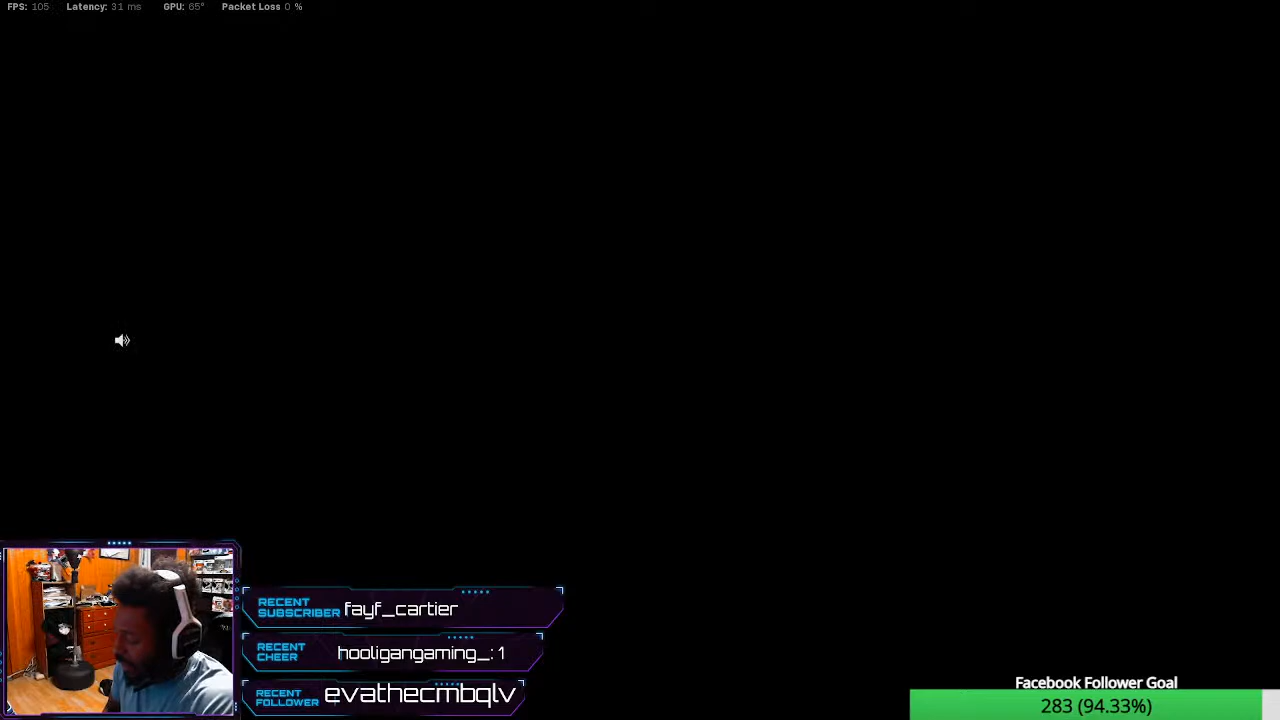 FPS: 105 Latency: 31 ms GPU: 65° Packet Loss 0 %
RECENT SUBSCRIBER fayf_cartier
RECENT CHEER hooligangaming_: 1
RECENT FOLLOWER evathecmbqlv
Facebook Follower Goal
283 (94.33%)